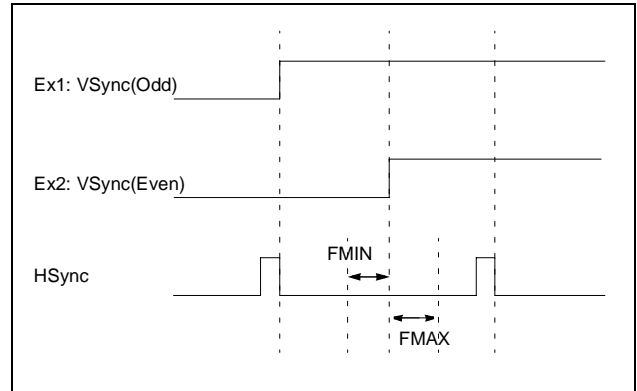 Ex1: VSync(Odd)
Ex2: VSync(Even)
FMIN
HSync
FMAX